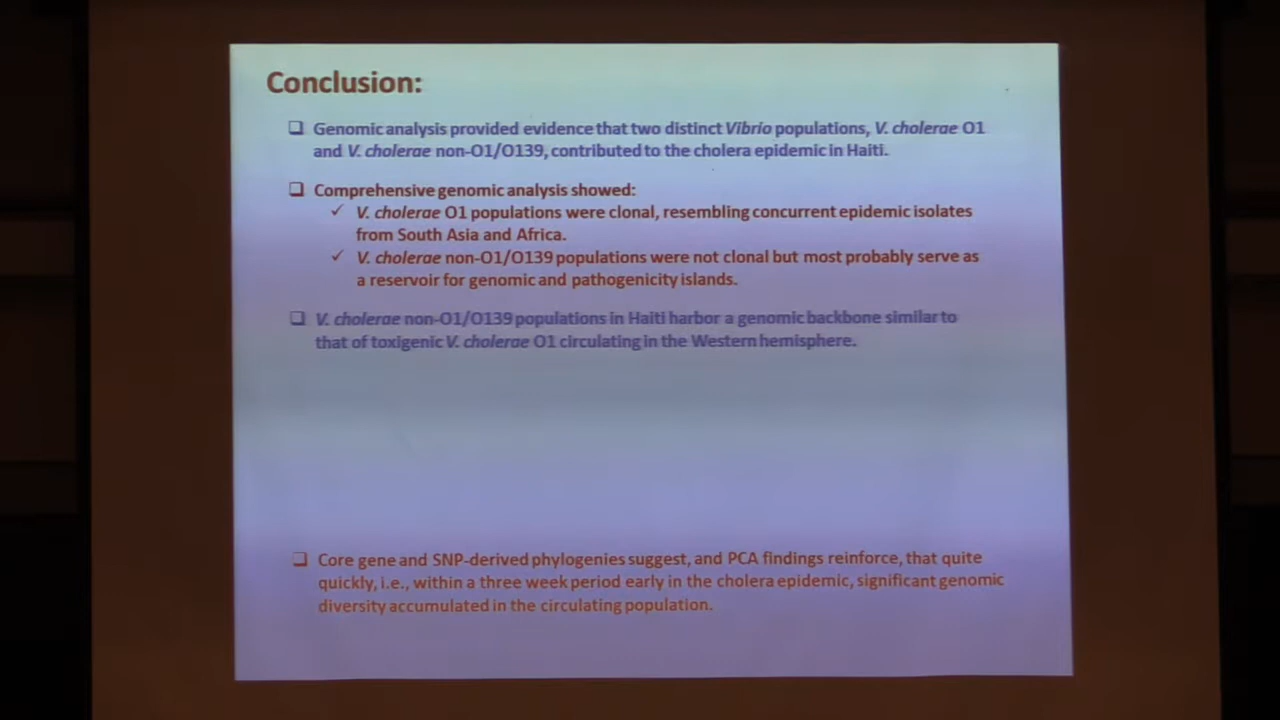 Conclusion:
❑ Genomic analysis provided evidence that two distinct Vibrio populations, V. cholerae O1
and V. cholerae non-O1/O139, contributed to the cholera epidemic in Haiti.
❑ Comprehensive genomic analysis showed:
✓ V. cholerae O1 populations were clonal, resembling concurrent epidemic isolates
from South Asia and Africa.
✓ V. cholerae non-O1/O139 populations were not clonal but most probably serve as
a reservoir for genomic and pathogenicity islands.
❑ V. cholerae non-O1/O139 populations in Haiti harbor a genomic backbone similar to
that of toxigenic V. cholerae O1 circulating in the Western hemisphere.
❑ Core gene and SNP-derived phylogenies suggest, and PCA findings reinforce, that quite
quickly, i.e., within a three week period early in the cholera epidemic, significant genomic
diversity accumulated in the circulating population.